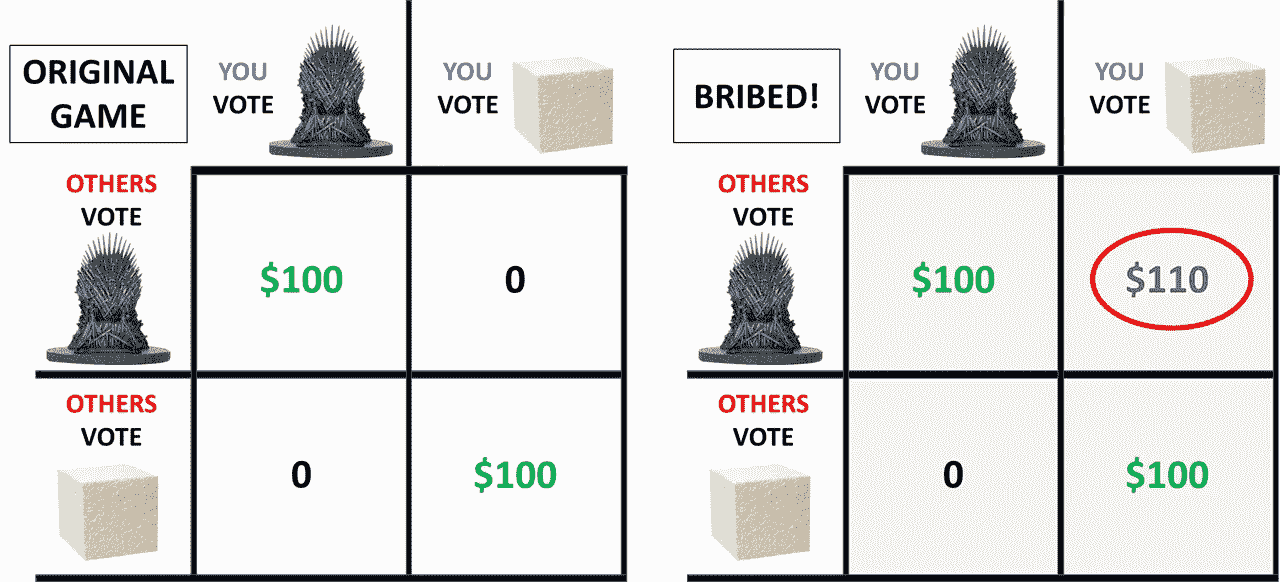 ORIGINAL
GAME
YOU
VOTE
YOU
VOTE
OTHERS
VOTE
$100
0
OTHERS
VOTE
0
$100
BRIBED!
YOU
VOTE
YOU
VOTE
OTHERS
VOTE
$100
$110
OTHERS
VOTE
0
$100